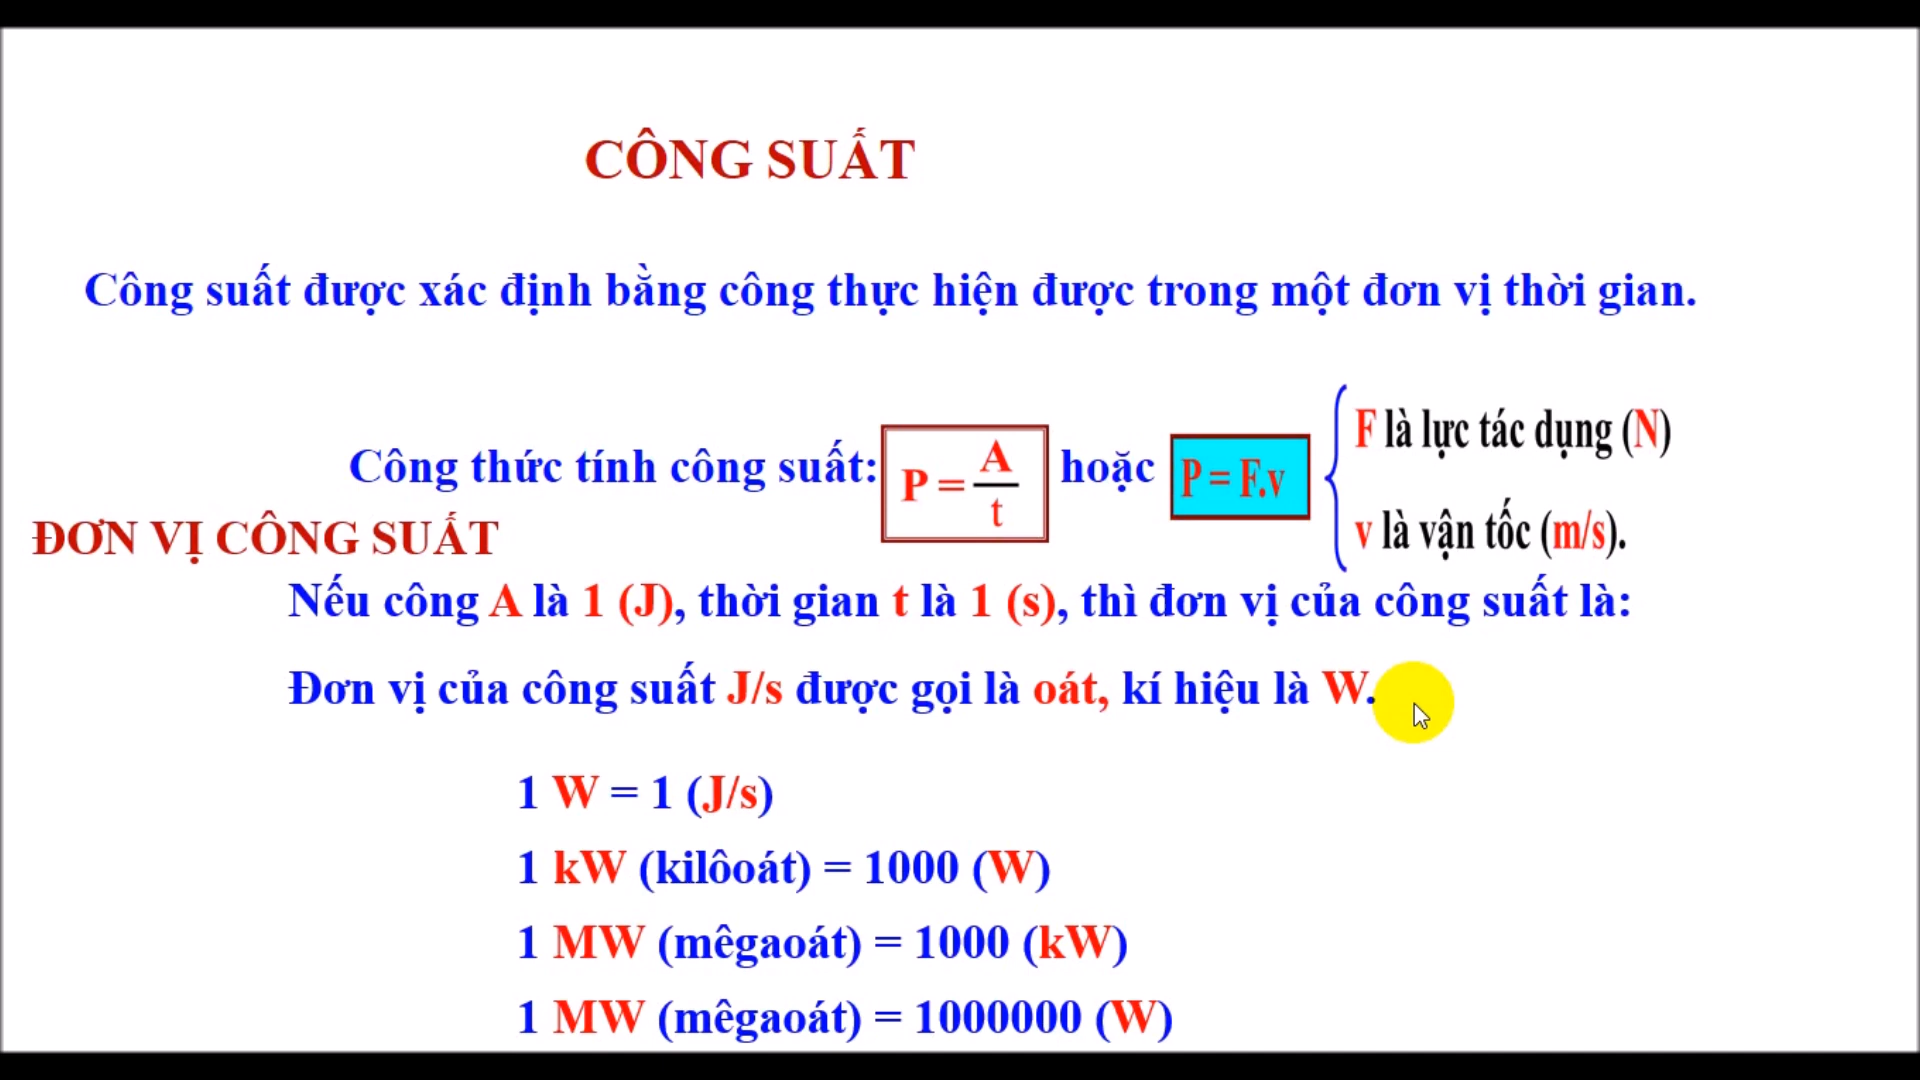 CÔNG SUẤT
Công suất được xác định bằng công thực hiện được trong một đơn vị thời gian.
Công thức tính công suất: P = A/t hoặc P = F.v
F là lực tác dụng (N)
v là vận tốc (m/s).
ĐƠN VỊ CÔNG SUẤT
Nếu công A là 1 (J), thời gian t là 1 (s), thì đơn vị của công suất là:
Đơn vị của công suất J/s được gọi là oát, kí hiệu là W.
1 W = 1 (J/s)
1 kW (kilôoát) = 1000 (W)
1 MW (mêgaoát) = 1000 (kW)
1 MW (mêgaoát) = 1000000 (W)